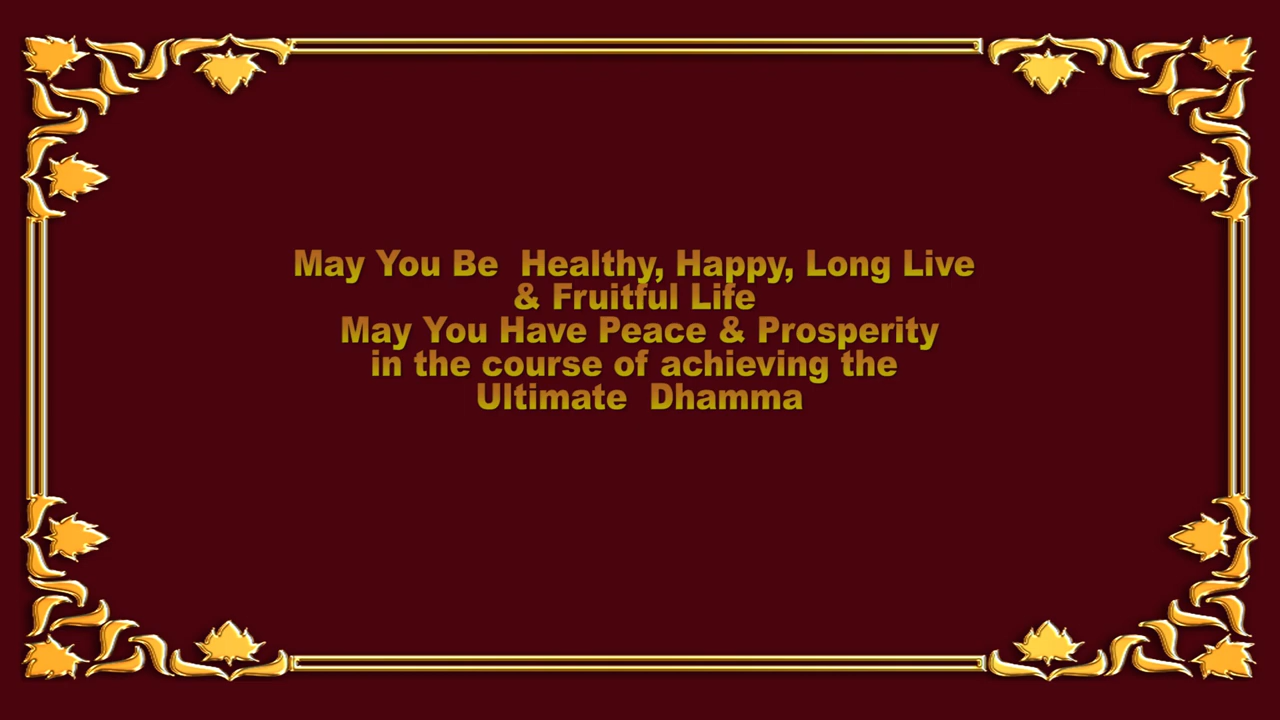 May You Be  Healthy, Happy, Long Live
& Fruitful Life
May You Have Peace & Prosperity
in the course of achieving the
Ultimate  Dhamma